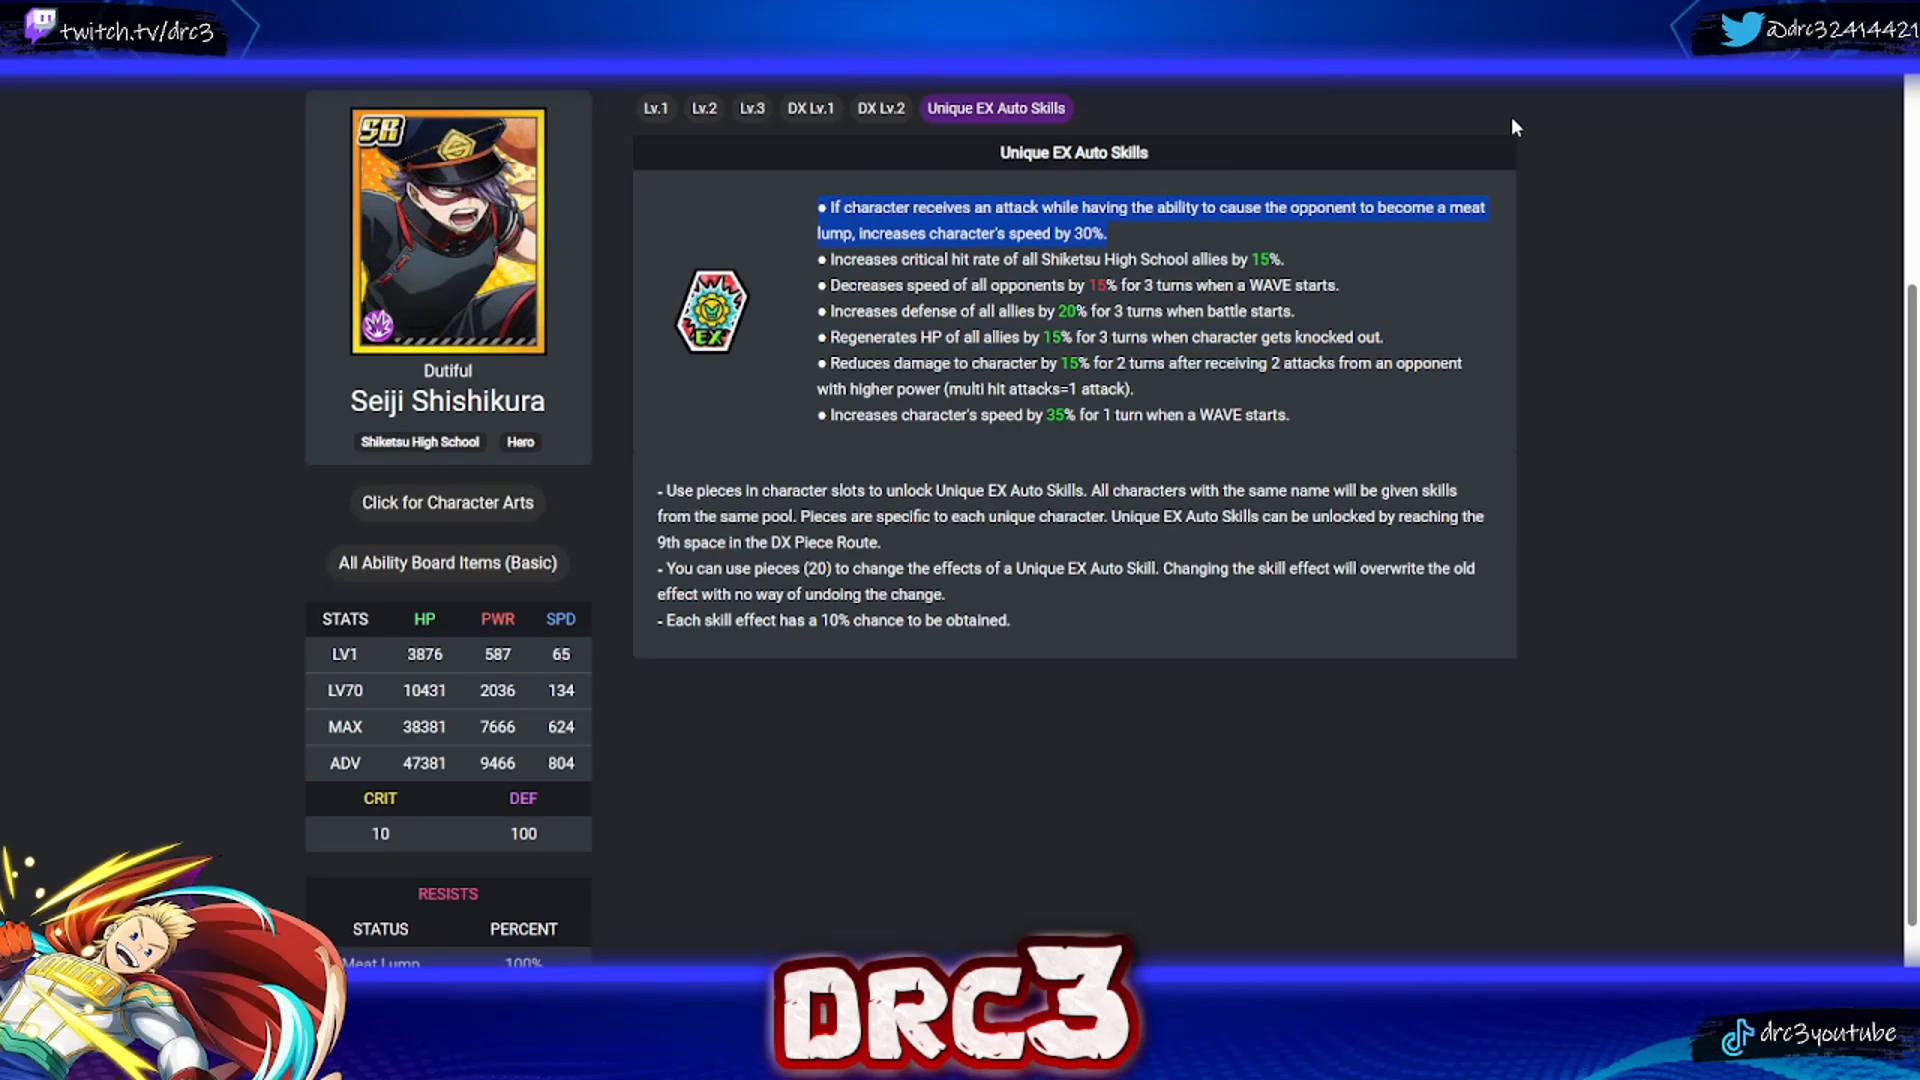 twitch.tv/drc3
@drc32414421
SR
Lv.1 Lv.2 Lv.3 DX Lv.1 DX Lv.2 Unique EX Auto Skills
Unique EX Auto Skills
● If character receives an attack while having the ability to cause the opponent to become a meat
lump, increases character's speed by 30%.
● Increases critical hit rate of all Shiketsu High School allies by 15%.
● Decreases speed of all opponents by 15% for 3 turns when a WAVE starts.
● Increases defense of all allies by 20% for 3 turns when battle starts.
● Regenerates HP of all allies by 15% for 3 turns when character gets knocked out.
● Reduces damage to character by 15% for 2 turns after receiving 2 attacks from an opponent
with higher power (multi hit attacks=1 attack).
● Increases character's speed by 35% for 1 turn when a WAVE starts.
EX
- Use pieces in character slots to unlock Unique EX Auto Skills. All characters with the same name will be given skills
from the same pool. Pieces are specific to each unique character. Unique EX Auto Skills can be unlocked by reaching the
9th space in the DX Piece Route.
- You can use pieces (20) to change the effects of a Unique EX Auto Skill. Changing the skill effect will overwrite the old
effect with no way of undoing the change.
- Each skill effect has a 10% chance to be obtained.
Dutiful
Seiji Shishikura
Shiketsu High School Hero
Click for Character Arts
All Ability Board Items (Basic)
STATS HP PWR SPD
LV1 3876 587 65
LV70 10431 2036 134
MAX 38381 7666 624
ADV 47381 9466 804
CRIT DEF
10 100
RESISTS
STATUS PERCENT
Meat Lump 100%
DRC3
drc3youtube